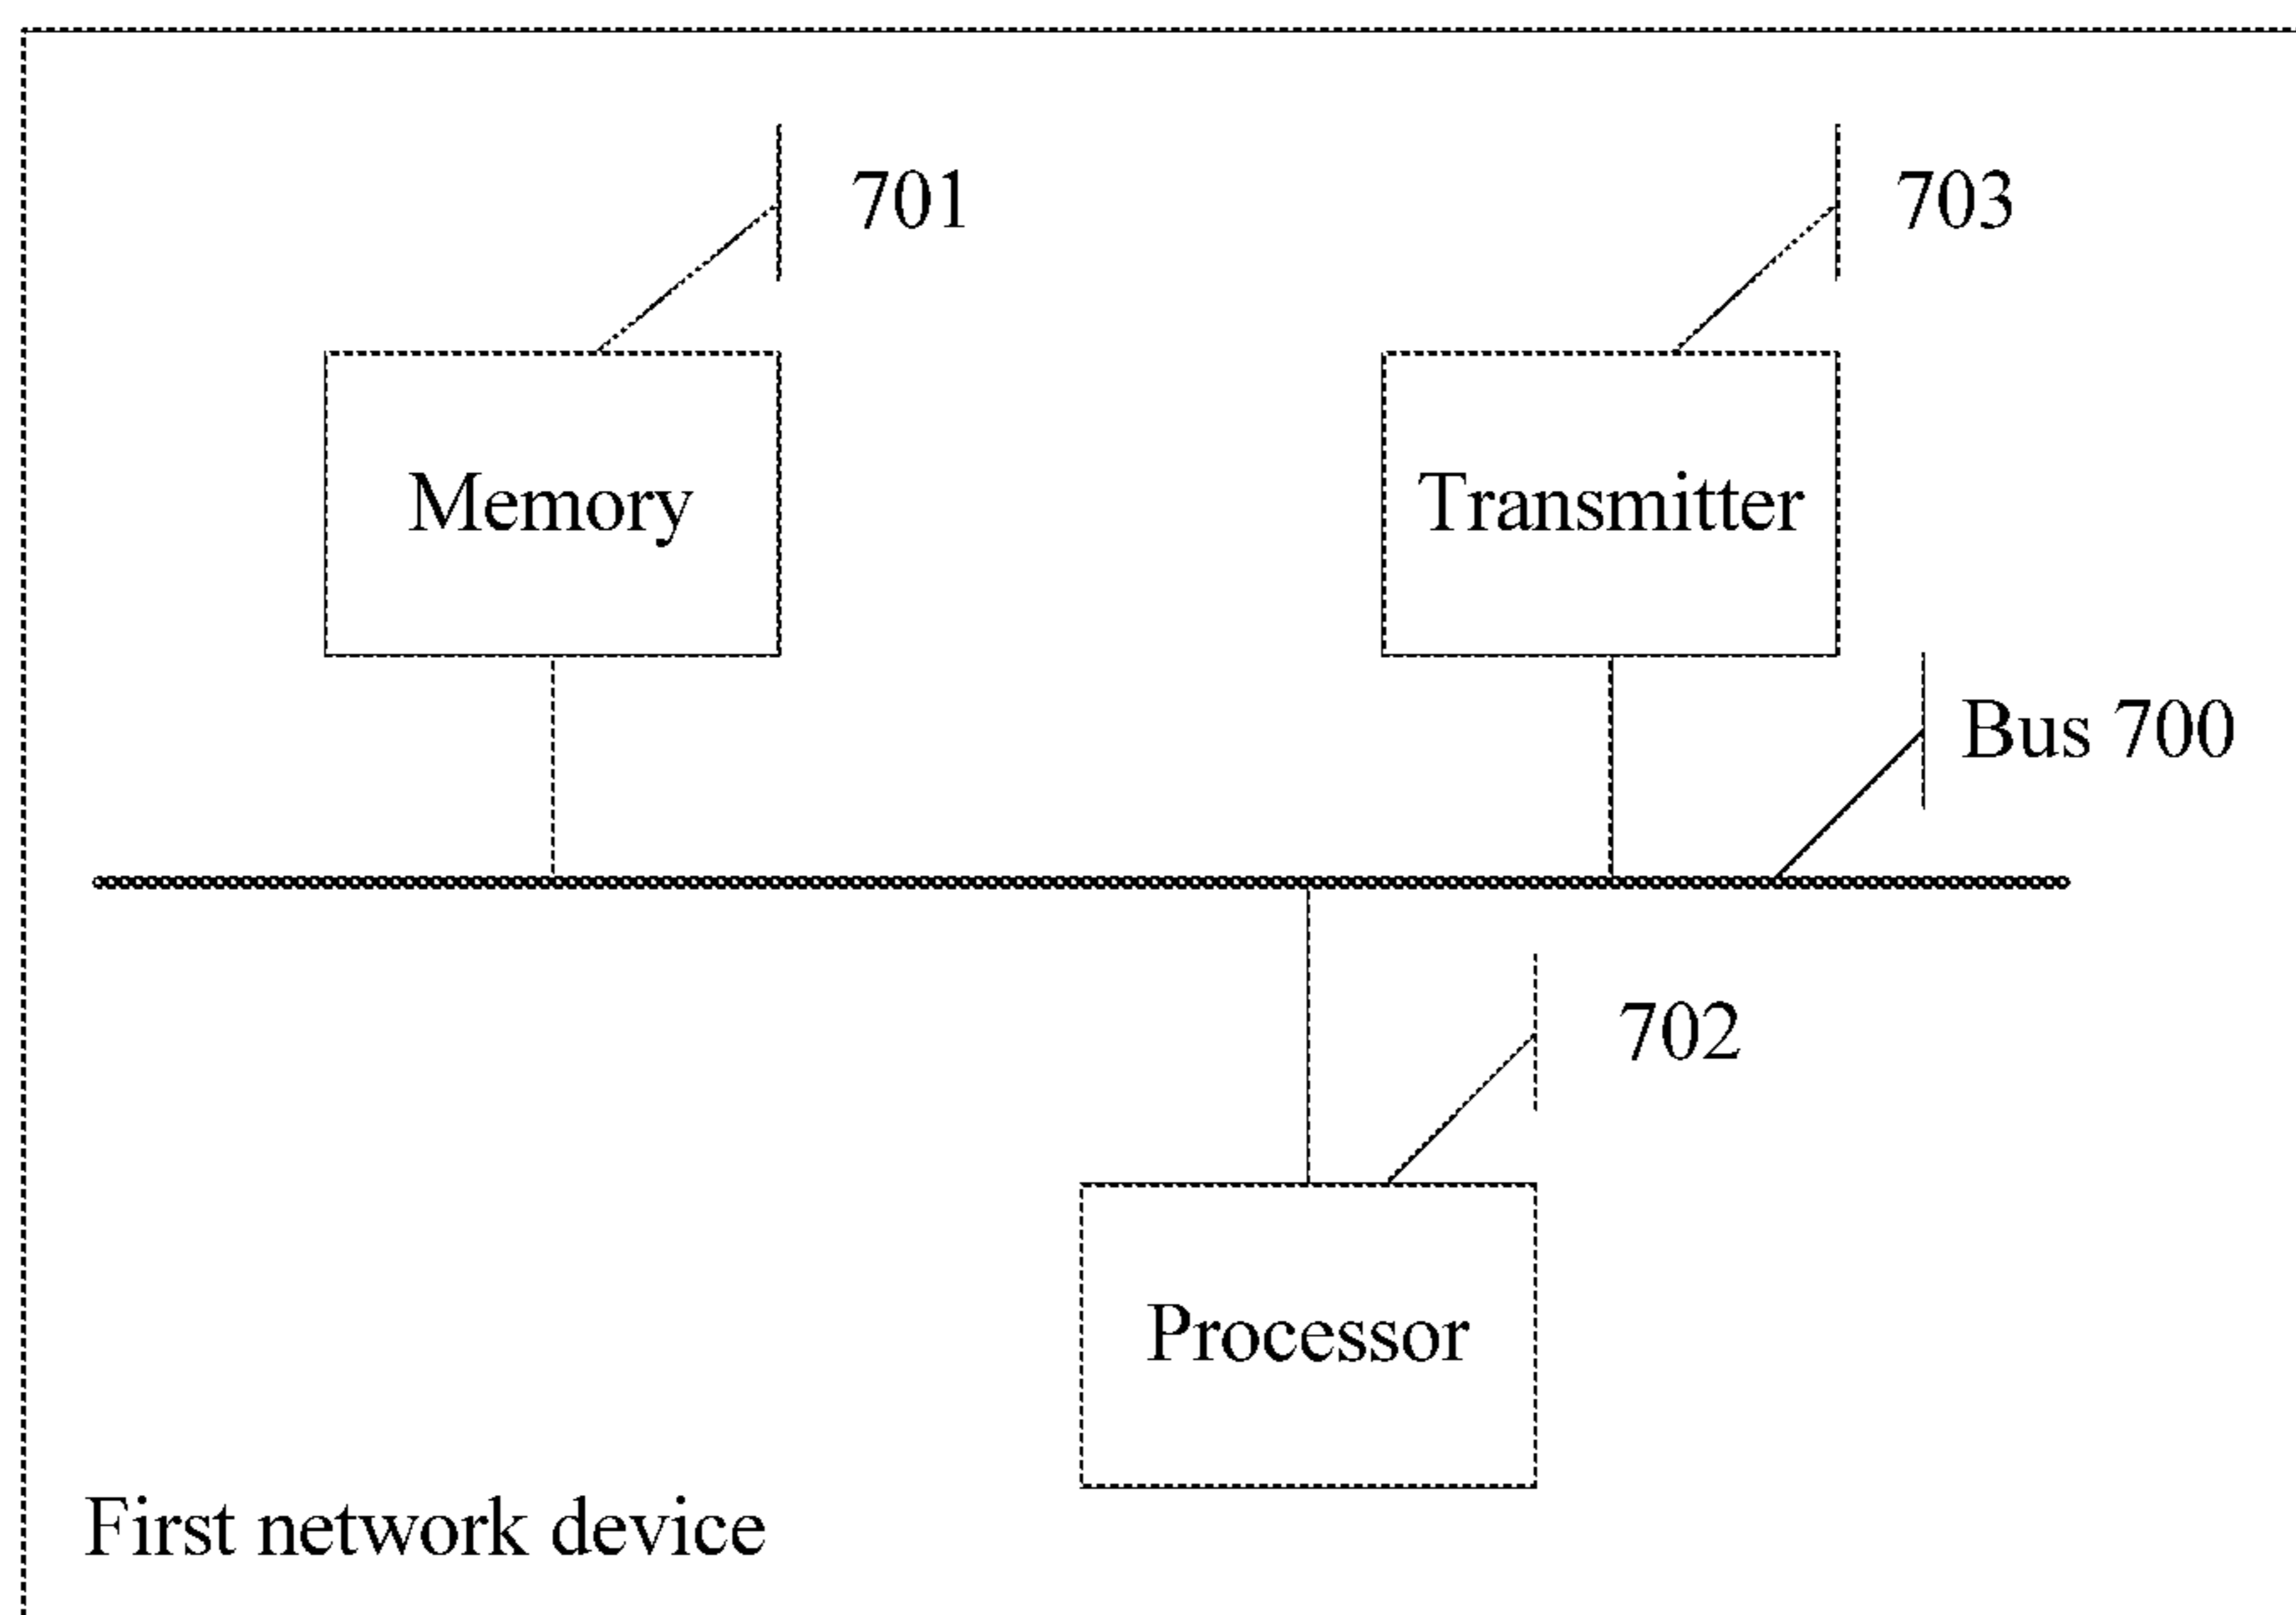 701
703
Memory
Transmitter
Bus 700
702
Processor
First network device